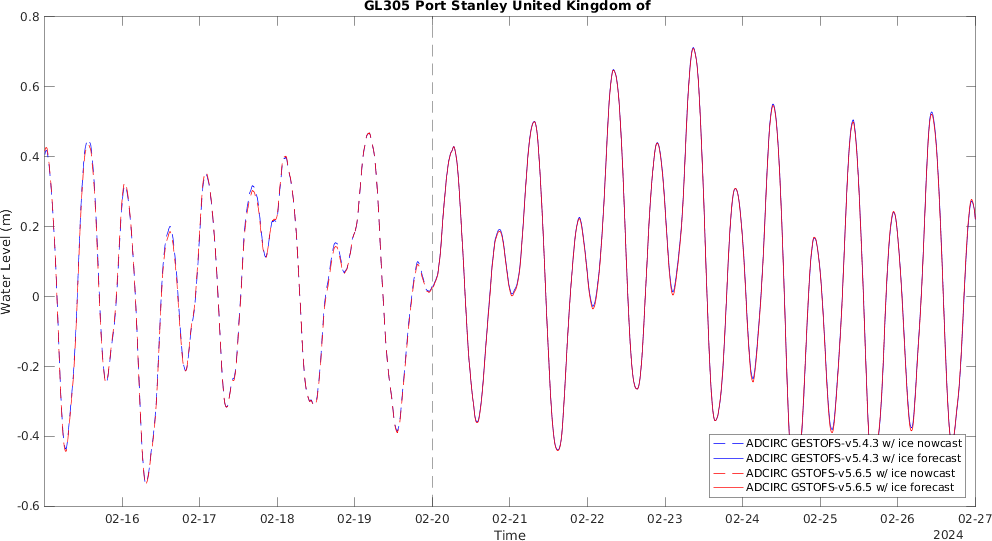 GL305 Port Stanley United Kingdom of
0.8
0.6
0.4
0.2
0
-0.2
-0.4
-0.6
Water Level (m)
02-16 02-17 02-18 02-19 02-20 02-21 02-22 02-23 02-24 02-25 02-26 02-27
Time
2024
ADCIRC GESTOFS-v5.4.3 w/ ice nowcast
ADCIRC GESTOFS-v5.4.3 w/ ice forecast
ADCIRC GSTOFS-v5.6.5 w/ ice nowcast
ADCIRC GSTOFS-v5.6.5 w/ ice forecast